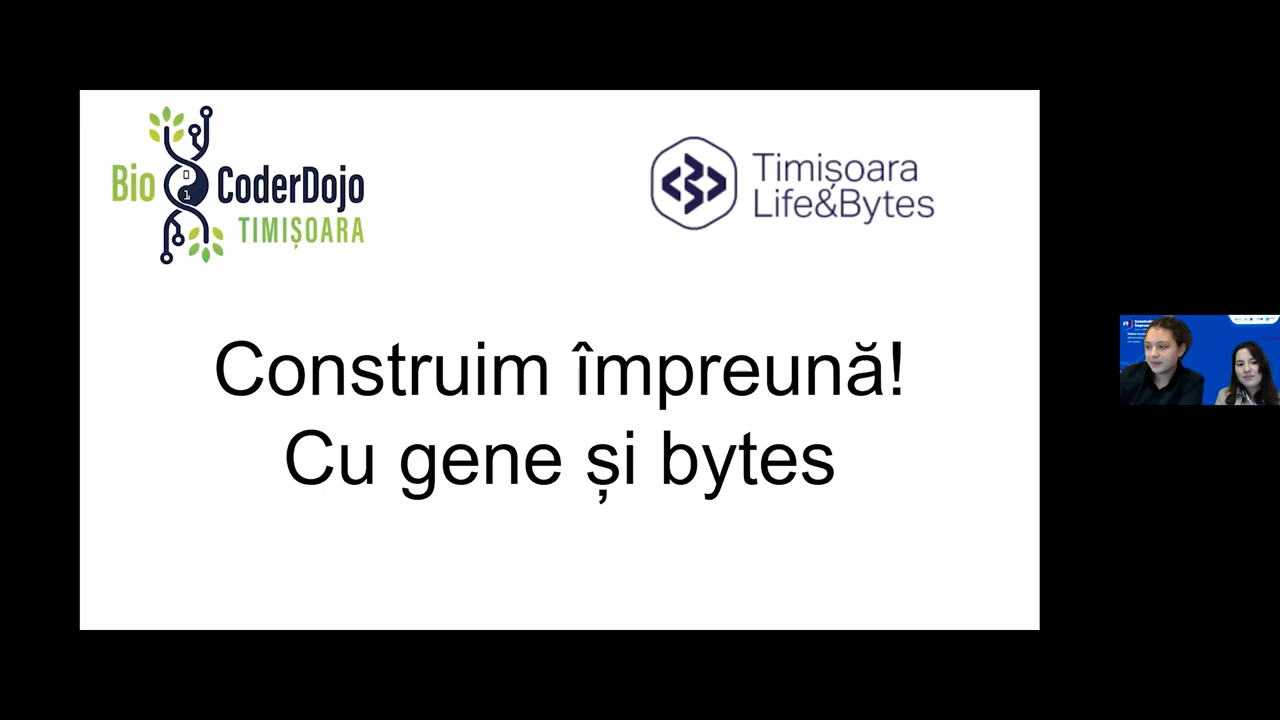 Bio CoderDojo
TIMIȘOARA
Timișoara
Life&Bytes
Construim împreună!
Cu gene și bytes